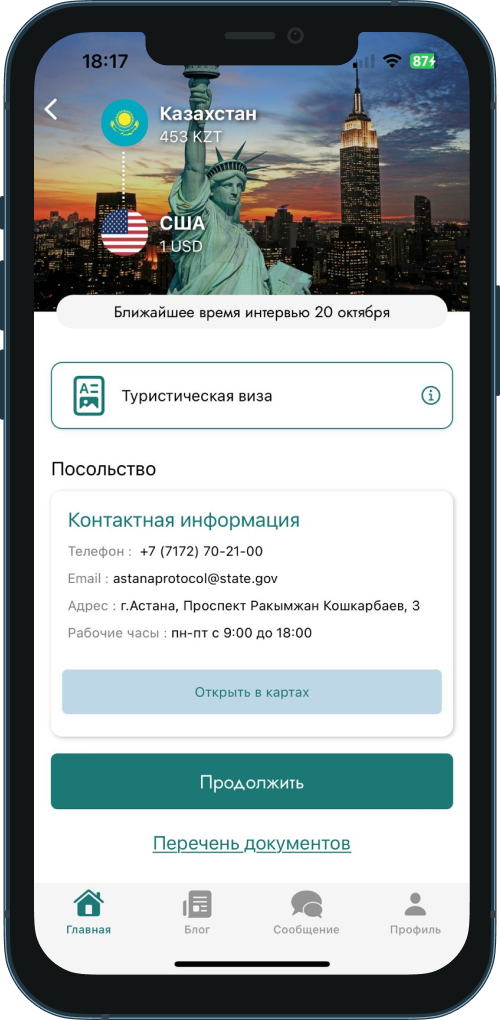 18:17
87
Казахстан
453 KZT
США
1 USD
Ближайшее время интервью 20 октября
Туристическая виза
Посольство
Контактная информация
Телефон : +7 (7172) 70-21-00
Email : astanaprotocol@state.gov
Адрес : г.Астана, Проспект Ракымжан Кошкарбаев, 3
Рабочие часы : пн-пт с 9:00 до 18:00
Открыть в картах
Продолжить
Перечень документов
Главная
Блог
Сообщение
Профиль